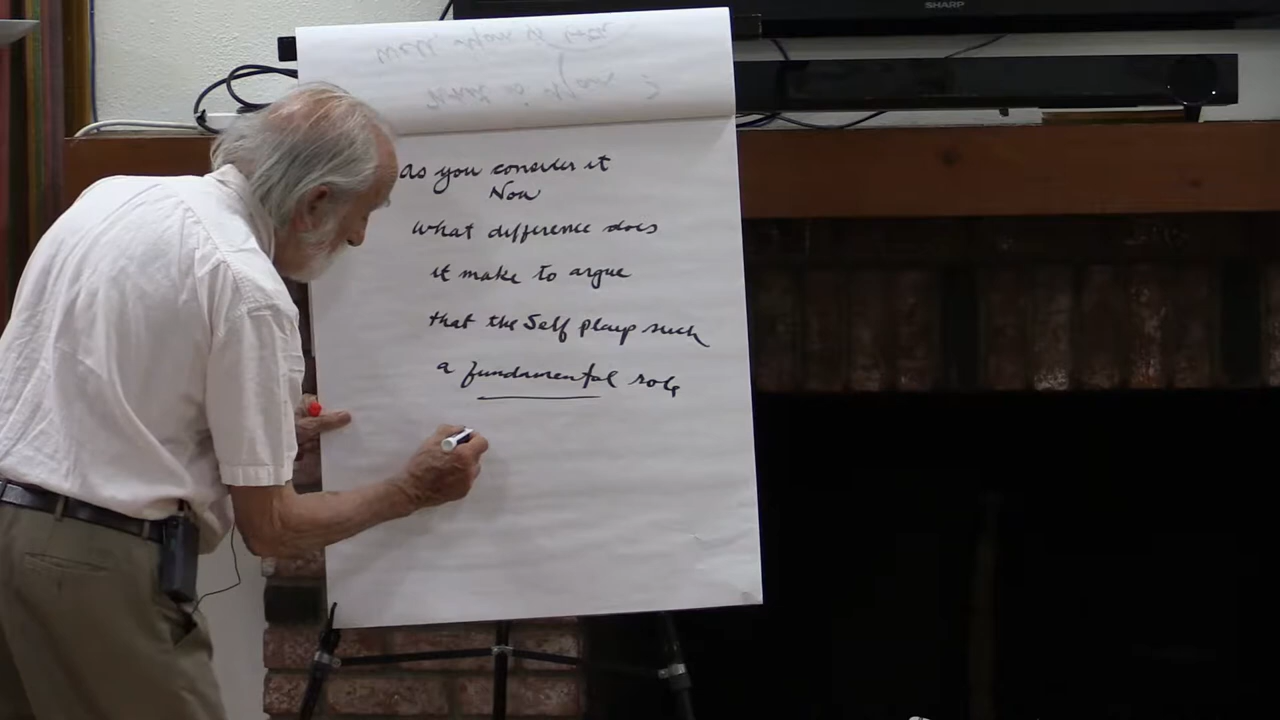 SHARP
as you consider it
Now
what difference does
it make to argue
that the Self plays such
a fundamental role